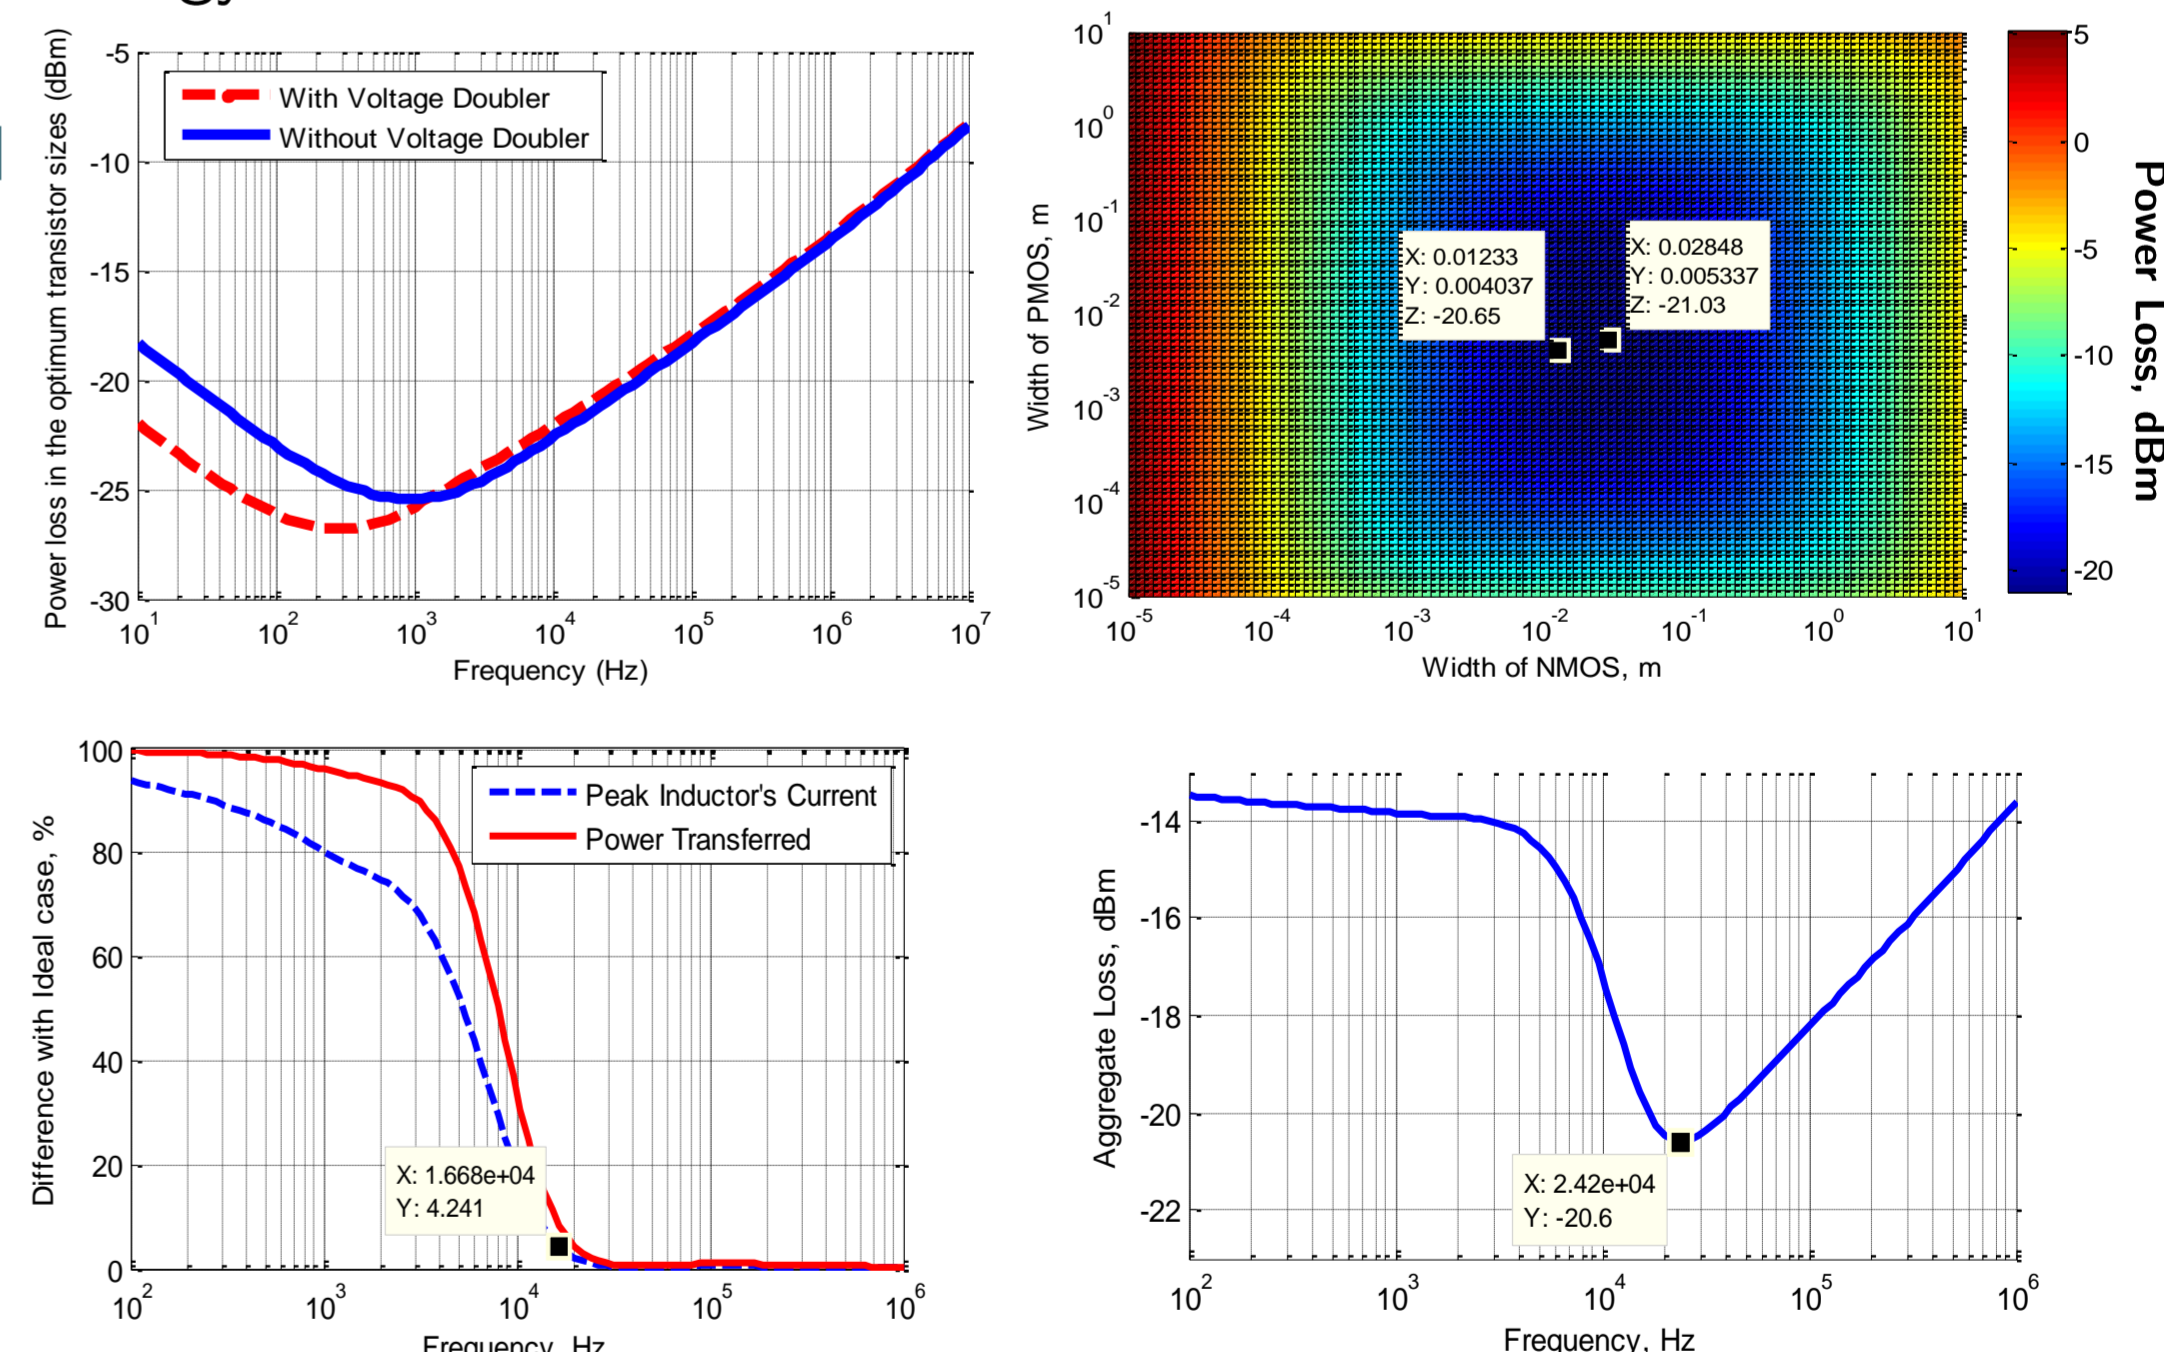 Power loss in the optimum transistor sizes (dBm)
-5
-10
-15
-20
-25
-30
With Voltage Doubler
Without Voltage Doubler
10^1 10^2 10^3 10^4 10^5 10^6 10^7
Frequency (Hz)
Width of PMOS, m
10^1
10^0
10^-1
10^-2
10^-3
10^-4
10^-5
X: 0.01233
Y: 0.004037
Z: -20.65
X: 0.02848
Y: 0.005337
Z: -21.03
10^-5 10^-4 10^-3 10^-2 10^-1 10^0 10^1
Width of NMOS, m
5
0
-5
-10
-15
-20
Power Loss, dBm
Difference with Ideal case, %
100
80
60
40
20
0
Peak Inductor's Current
Power Transferred
X: 1.668e+04
Y: 4.241
10^2 10^3 10^4 10^5 10^6
Frequency, Hz
Aggregate Loss, dBm
-14
-16
-18
-20
-22
X: 2.42e+04
Y: -20.6
10^2 10^3 10^4 10^5 10^6
Frequency, Hz